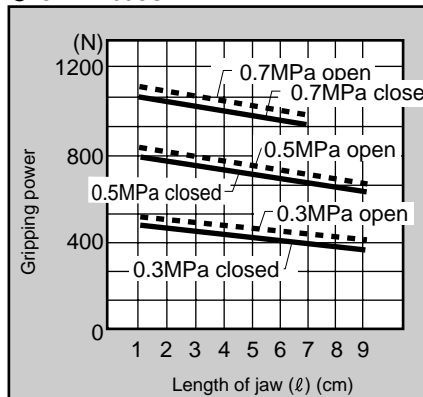 (N)
1200
0.7MPa open
0.7MPa closed
800
0.5MPa open
0.5MPa closed
0.3MPa open
400
0.3MPa closed
0
1 2 3 4 5 6 7 8 9
Gripping power
Length of jaw (ℓ) (cm)